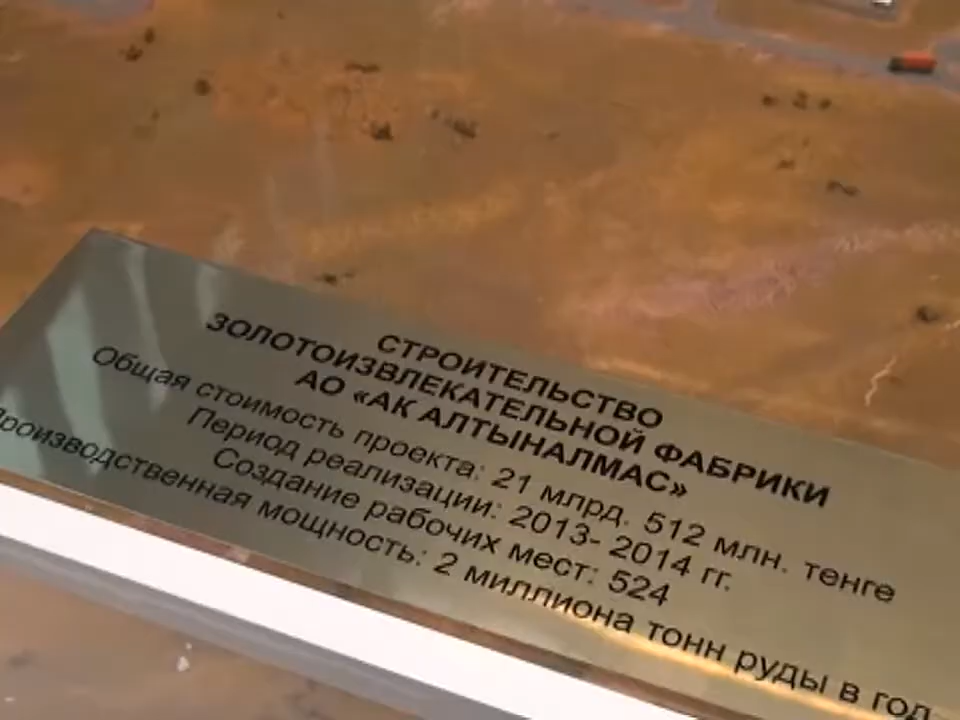 СТРОИТЕЛЬСТВО
ЗОЛОТОИЗВЛЕКАТЕЛЬНОЙ ФАБРИКИ
АО «АК АЛТЫНАЛМАС»
Общая стоимость проекта: 21 млрд. 512 млн. тенге
Период реализации: 2013- 2014 гг.
Создание рабочих мест: 524
Производственная мощность: 2 миллиона тонн руды в год